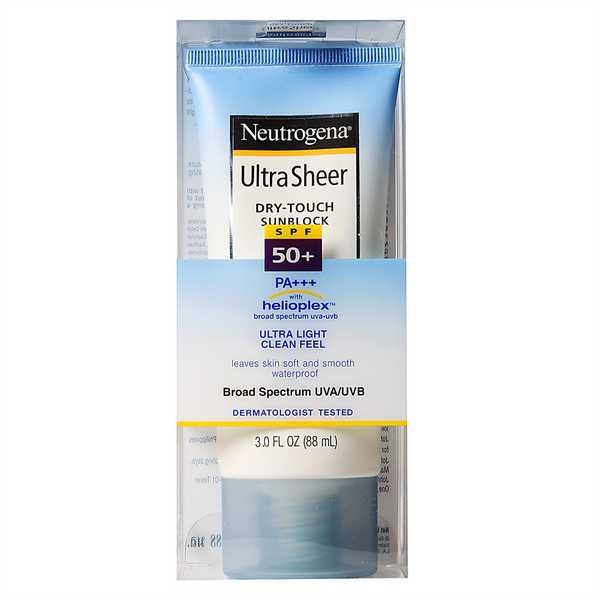 Neutrogena®
Ultra Sheer
DRY-TOUCH
SUNBLOCK
SPF
50+
PA+++
with
helioplex™
broad spectrum uva-uvb
ULTRA LIGHT
CLEAN FEEL
leaves skin soft and smooth
waterproof
Broad Spectrum UVA/UVB
DERMATOLOGIST TESTED
3.0 FL OZ (88 mL)